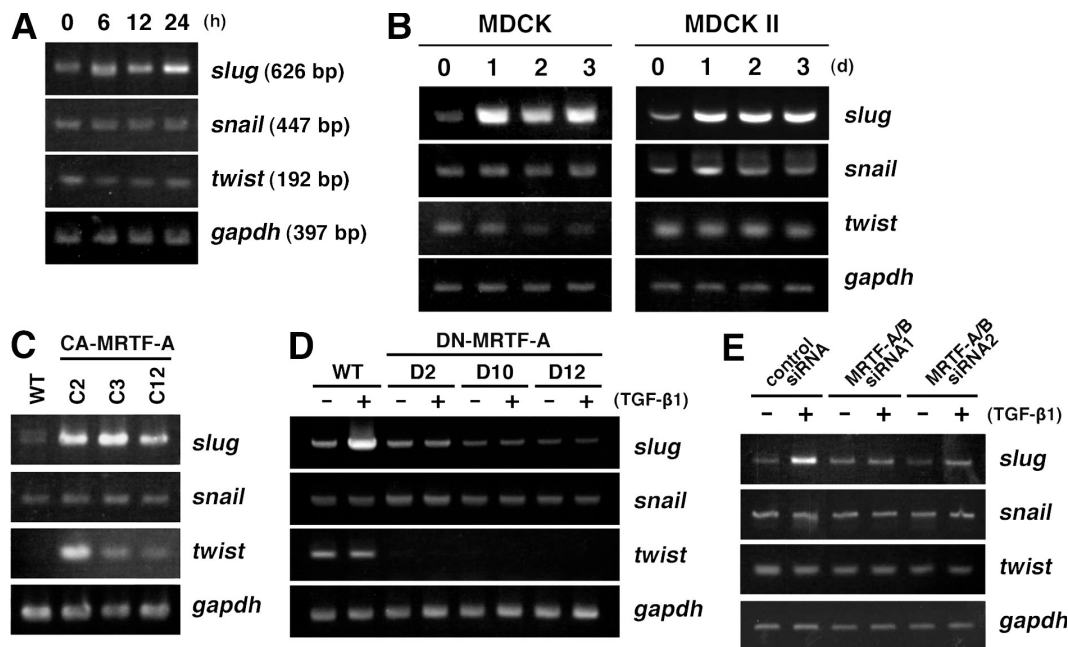 A
0 6 12 24 (h)
slug (626 bp)
snail (447 bp)
twist (192 bp)
gapdh (397 bp)
B
MDCK MDCK II
0 1 2 3 0 1 2 3 (d)
slug
snail
twist
gapdh
C
CA-MRTF-A
WT C2 C3 C12
slug
snail
twist
gapdh
D
DN-MRTF-A
WT D2 D10 D12
− + − + − + − + (TGF-β1)
slug
snail
twist
gapdh
E
control siRNA
MRTF-A/B siRNA1
MRTF-A/B siRNA2
− + − + − + (TGF-β1)
slug
snail
twist
gapdh